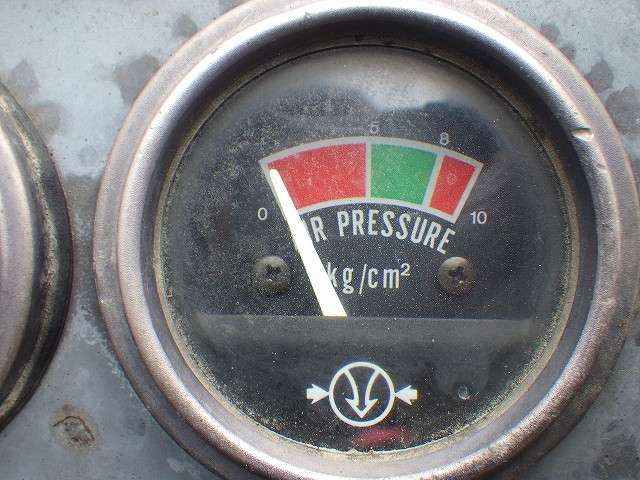 5 8
0 10
R PRESSURE
kg/cm²